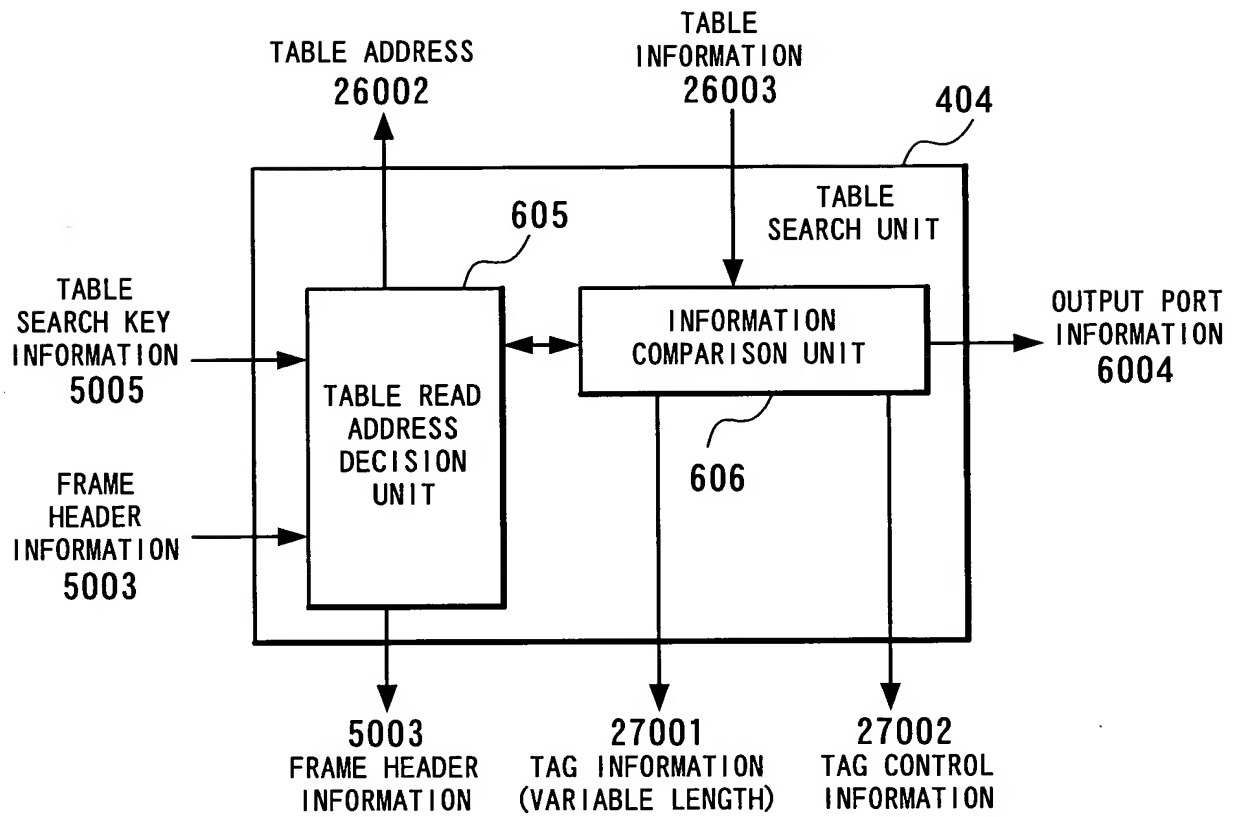 TABLE ADDRESS
26002
TABLE
INFORMATION
26003
404
TABLE
SEARCH UNIT
605
TABLE
SEARCH KEY
INFORMATION
5005
INFORMATION
COMPARISON UNIT
OUTPUT PORT
INFORMATION
6004
TABLE READ
ADDRESS
DECISION
UNIT
606
FRAME
HEADER
INFORMATION
5003
5003
FRAME HEADER
INFORMATION
27001
TAG INFORMATION
(VARIABLE LENGTH)
27002
TAG CONTROL
INFORMATION